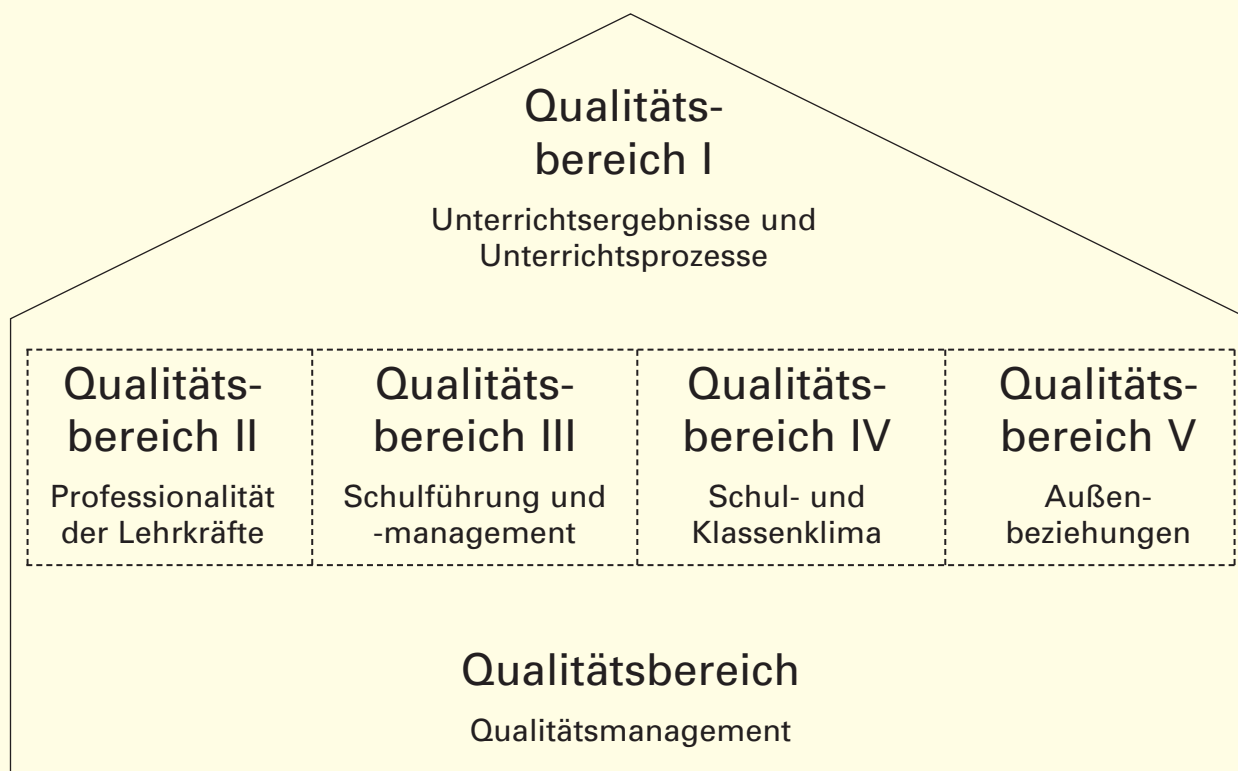 Qualitäts-
bereich I
Unterrichtsergebnisse und
Unterrichtsprozesse
Qualitäts-
bereich II
Professionalität
der Lehrkräfte
Qualitäts-
bereich III
Schulführung und
-management
Qualitäts-
bereich IV
Schul- und
Klassenklima
Qualitäts-
bereich V
Außen-
beziehungen
Qualitätsbereich
Qualitätsmanagement